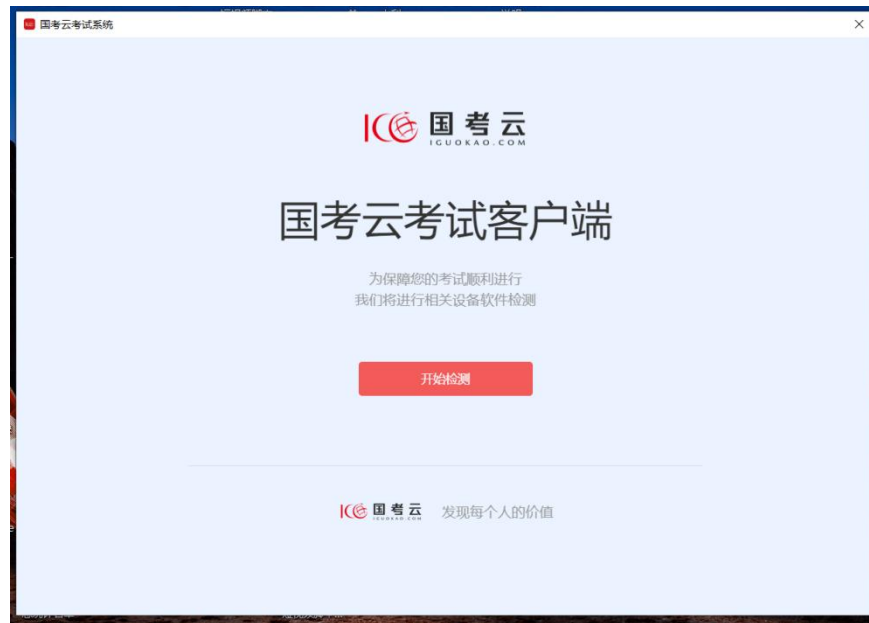 国考云考试系统
国考云
IGUOKAO.COM
国考云考试客户端
为保障您的考试顺利进行
我们将进行相关设备软件检测
开始检测
国考云
IGUOKAO.COM
发现每个人的价值